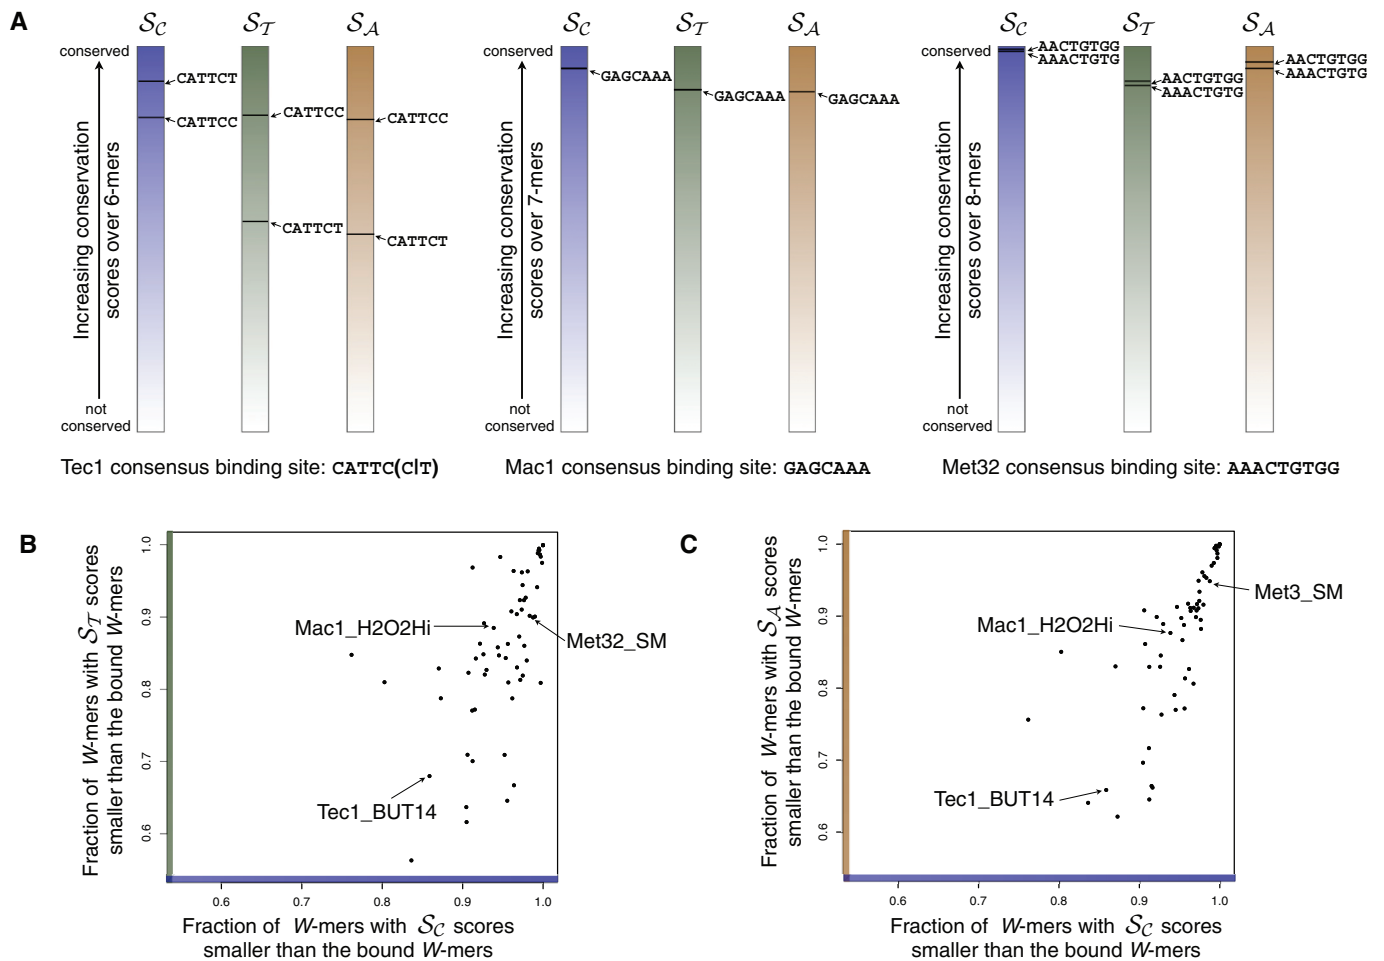 A
S_C S_T S_A
conserved
Increasing conservation
scores over 6-mers
not
conserved
CATTCT
CATTCC
CATTCC
CATTCT
CATTCC
CATTCT
Tec1 consensus binding site: CATTC(C|T)
S_C S_T S_A
conserved
Increasing conservation
scores over 7-mers
not
conserved
GAGCAAA
GAGCAAA
GAGCAAA
Mac1 consensus binding site: GAGCAAA
S_C S_T S_A
conserved
Increasing conservation
scores over 8-mers
not
conserved
AACTGTGG
AAACTGTG
AACTGTGG
AAACTGTG
AACTGTGG
AAACTGTG
Met32 consensus binding site: AAACTGTGG
B
Fraction of W-mers with S_T scores
smaller than the bound W-mers
1.0
0.9
0.8
0.7
0.6
Mac1_H2O2Hi
Met32_SM
Tec1_BUT14
0.6 0.7 0.8 0.9 1.0
Fraction of W-mers with S_C scores
smaller than the bound W-mers
C
Fraction of W-mers with S_A scores
smaller than the bound W-mers
1.0
0.9
0.8
0.7
0.6
Met3_SM
Mac1_H2O2Hi
Tec1_BUT14
0.6 0.7 0.8 0.9 1.0
Fraction of W-mers with S_C scores
smaller than the bound W-mers